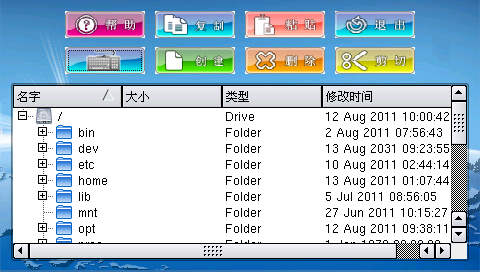 帮助 复制 粘贴 退出
创建 删除 剪切
名字 大小 类型 修改时间
/ Drive 12 Aug 2011 10:00:42
bin Folder 2 Aug 2011 07:56:43
dev Folder 13 Aug 2031 09:23:55
etc Folder 10 Aug 2011 02:44:14
home Folder 13 Aug 2011 01:07:44
lib Folder 5 Jul 2011 08:56:05
mnt Folder 27 Jun 2011 10:15:27
opt Folder 12 Aug 2011 09:38:11